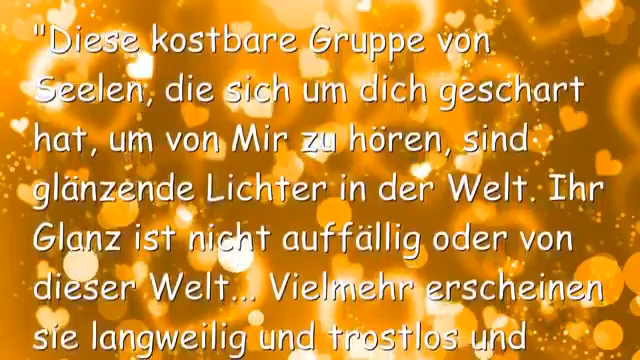 "Diese kostbare Gruppe von
Seelen, die sich um dich geschart
hat, um von Mir zu hören, sind
glänzende Lichter in der Welt. Ihr
Glanz ist nicht auffällig oder von
dieser Welt... Vielmehr erscheinen
sie langweilig und trostlos und